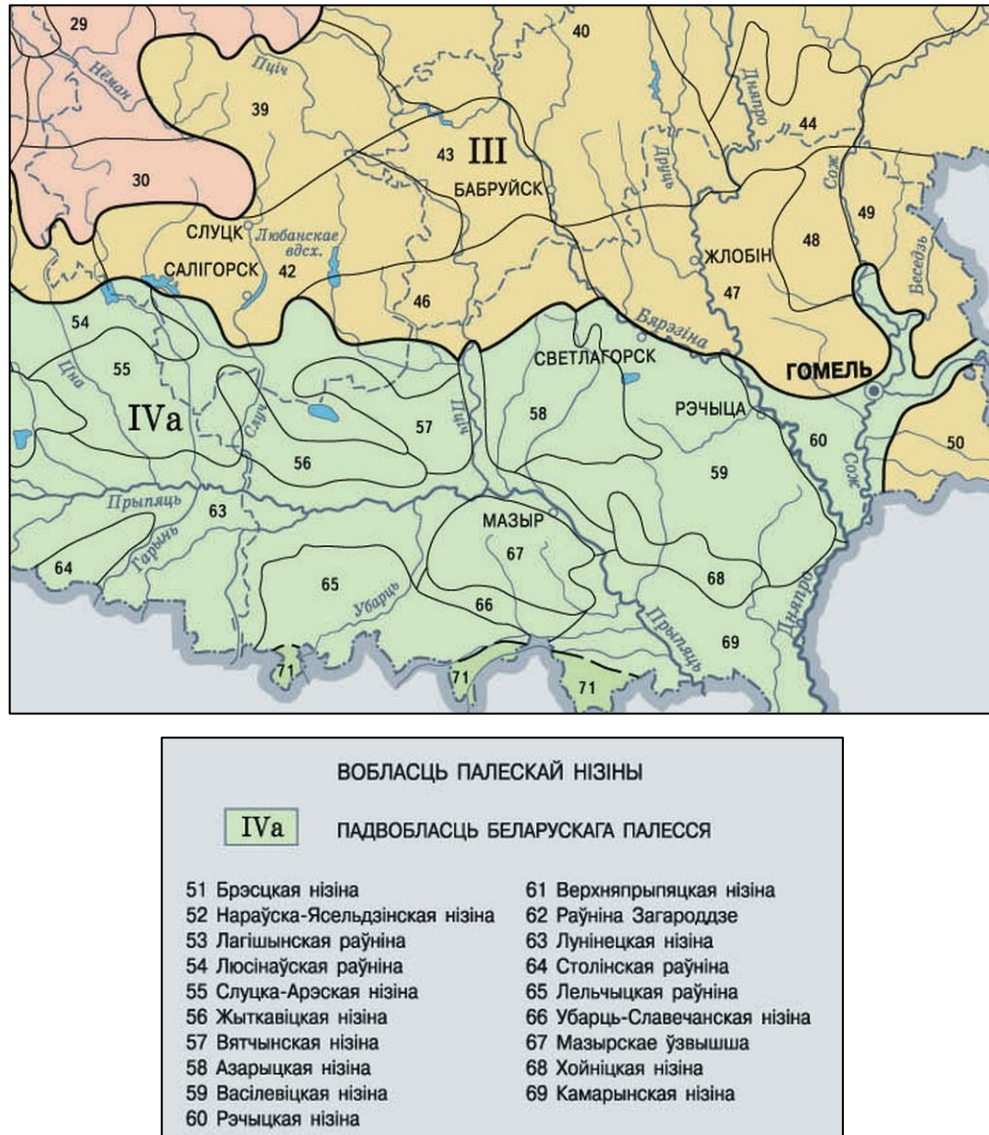 29
40
Пціч
Нёман
Дняпро
39
44
43
III
Друць
Сож
30
БАБРУЙСК
49
СЛУЦК
Любанскае
вдсх.
Беседзь
48
ЖЛОБІН
САЛІГОРСК
42
46
47
54
Бярэзіна
СВЕТЛАГОРСК
55
Цна
ГОМЕЛЬ
IVa
Случ
57
Пціч
58
РЭЧЫЦА
60
50
56
59
Сож
Прыпяць
63
МАЗЫР
Гарынь
67
64
65
Убарць
66
68
Дняпро
Прыпяць
69
71
71
71
ВОБЛАСЦЬ ПАЛЕСКАЙ НІЗІНЫ
IVa ПАДВОБЛАСЦЬ БЕЛАРУСКАГА ПАЛЕССЯ
51 Брэсцкая нізіна
52 Нараўска-Ясельдзінская нізіна
53 Лагішынская раўніна
54 Люсінаўская раўніна
55 Слуцка-Арэская нізіна
56 Жыткавіцкая нізіна
57 Вятчынская нізіна
58 Азарыцкая нізіна
59 Васілевіцкая нізіна
60 Рэчыцкая нізіна
61 Верхняпрыпяцкая нізіна
62 Раўніна Загароддзе
63 Лунінецкая нізіна
64 Столінская раўніна
65 Лельчыцкая раўніна
66 Убарць-Славечанская нізіна
67 Мазырскае ўзвышша
68 Хойніцкая нізіна
69 Камарынская нізіна